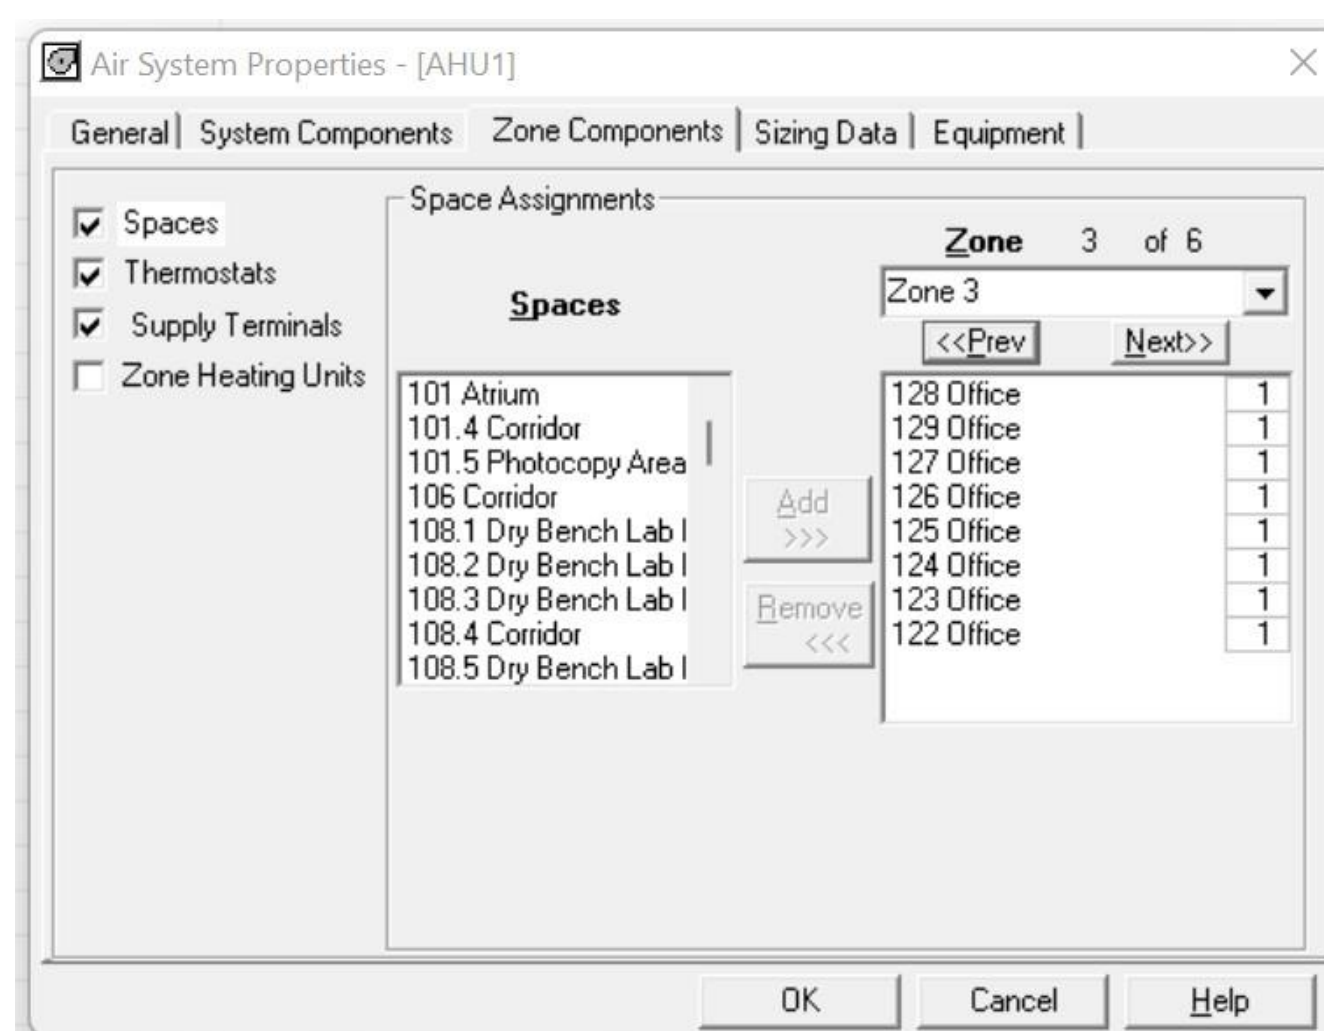 Air System Properties - [AHU1]
General System Components Zone Components Sizing Data Equipment
Spaces
Thermostats
Supply Terminals
Zone Heating Units
Space Assignments
Spaces
101 Atrium
101.4 Corridor
101.5 Photocopy Area
106 Corridor
108.1 Dry Bench Lab I
108.2 Dry Bench Lab I
108.3 Dry Bench Lab I
108.4 Corridor
108.5 Dry Bench Lab I
Add
>>>
Remove
<<<
Zone 3 of 6
Zone 3
<<Prev Next>>
128 Office 1
129 Office 1
127 Office 1
126 Office 1
125 Office 1
124 Office 1
123 Office 1
122 Office 1
OK Cancel Help